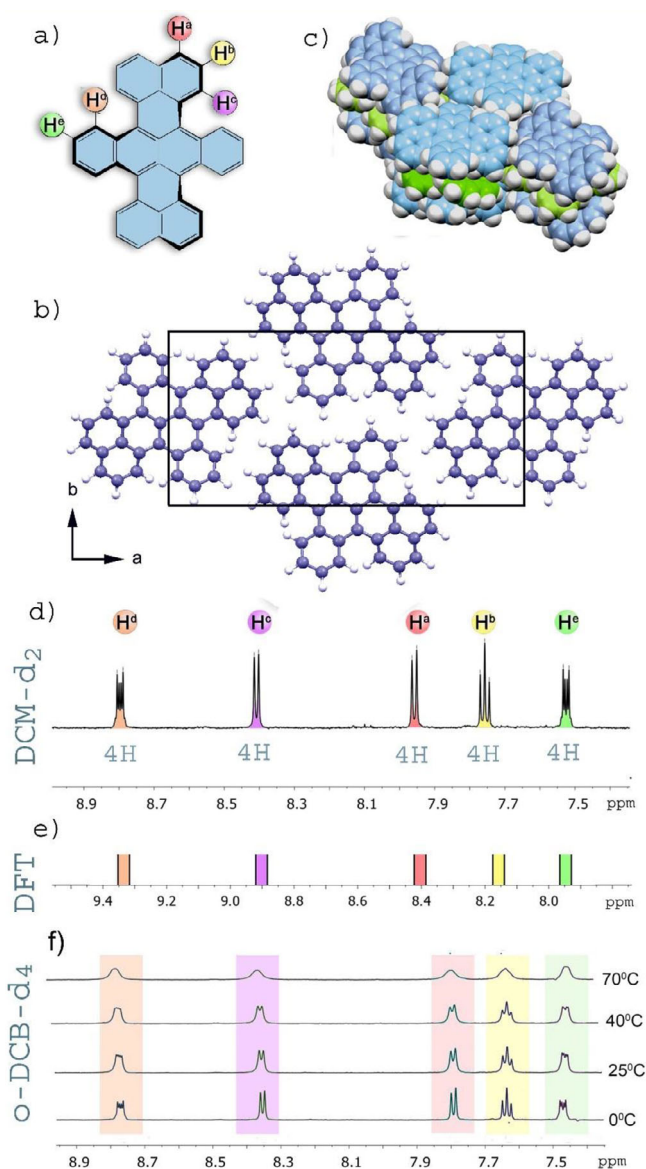 a)
Hᵃ
Hᵇ
Hᶜ
Hᵈ
Hᵉ
c)
b)
b
a
d)
DCM-d₂
Hᵈ Hᶜ Hᵃ Hᵇ Hᵉ
4H 4H 4H 4H 4H
8.9 8.7 8.5 8.3 8.1 7.9 7.7 7.5 ppm
e)
DFT
9.4 9.2 9.0 8.8 8.6 8.4 8.2 8.0 ppm
f)
o-DCB-d₄
70⁰C
40⁰C
25⁰C
0⁰C
8.9 8.7 8.5 8.3 8.1 7.9 7.7 7.5 ppm